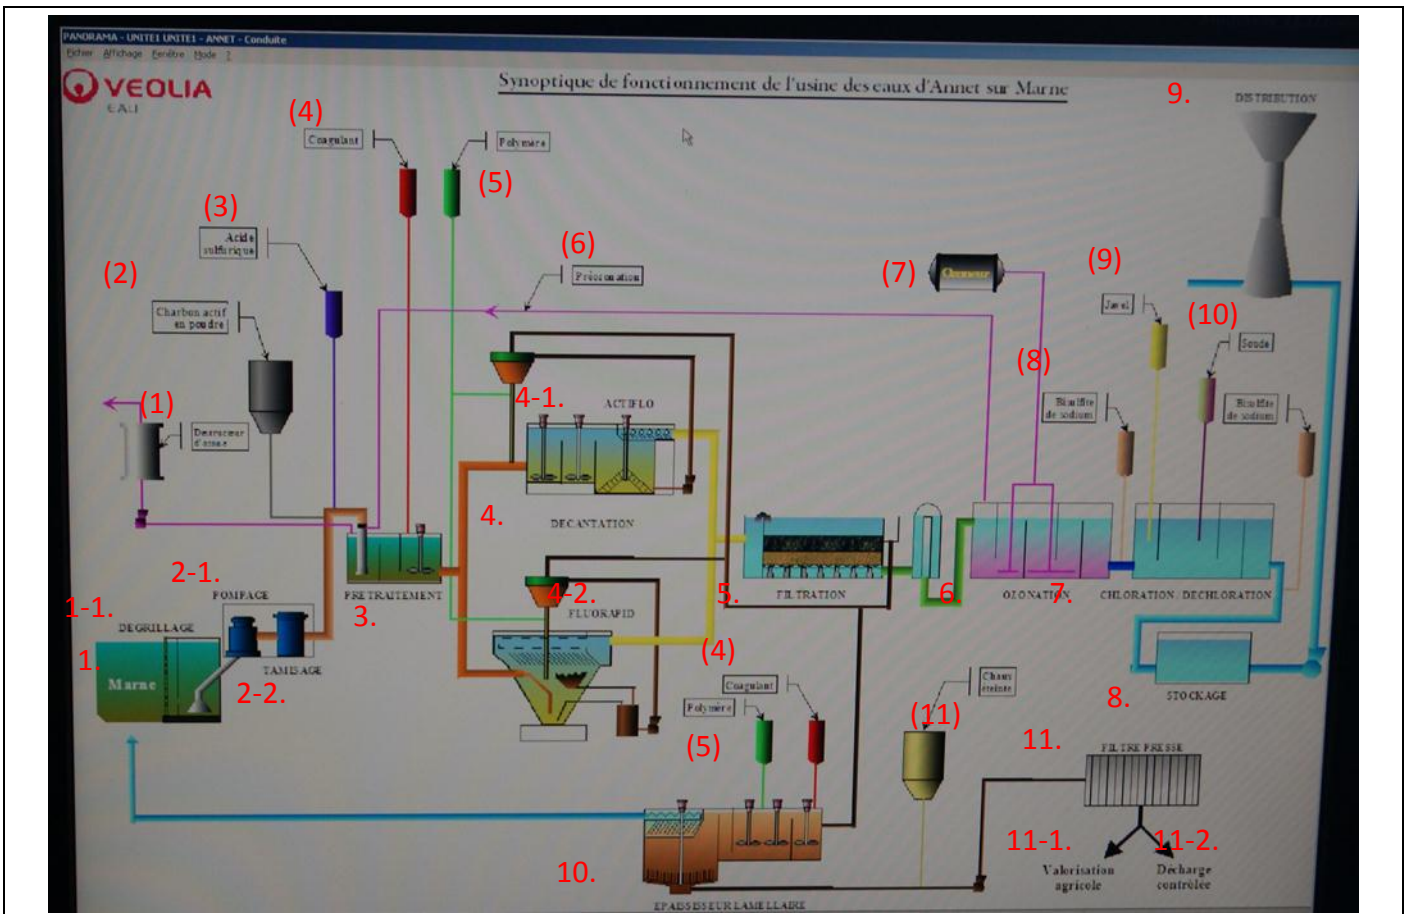 PANORAMA - UNITE1 UNITE1 - ANNET - Conduite
Fichier Affichage Fenêtre Mode ?
VEOLIA
EAU
Synoptique de fonctionnement de l'usine des eaux d'Annet sur Marne
9.
DISTRIBUTION
(4)
Coagulant
Polymère
(5)
(3)
Acide
sulfurique
(6)
Préozonation
(2)
Charbon actif
en poudre
(7)
Ozoneur
(9)
Javel
(10)
Soude
(8)
Bisulfite
de sodium
Bisulfite
de sodium
(1)
Destructeur
d'ozone
4-1.
ACTIFLO
4.
DECANTATION
2-1.
POMPAGE
PRETRAITEMENT
3.
4-2.
FLUORAPID
5.
FILTRATION
6.
OZONATION
7.
CHLORATION / DECHLORATION
1-1.
DEGRILLAGE
1.
Marne
TAMISAGE
2-2.
(4)
Coagulant
Polymère
(5)
Chaux
éteinte
(11)
8.
STOCKAGE
11.
FILTRE PRESSE
11-1.
11-2.
Valorisation
agricole
Décharge
contrôlée
10.
EPAISSISSEUR LAMELLAIRE